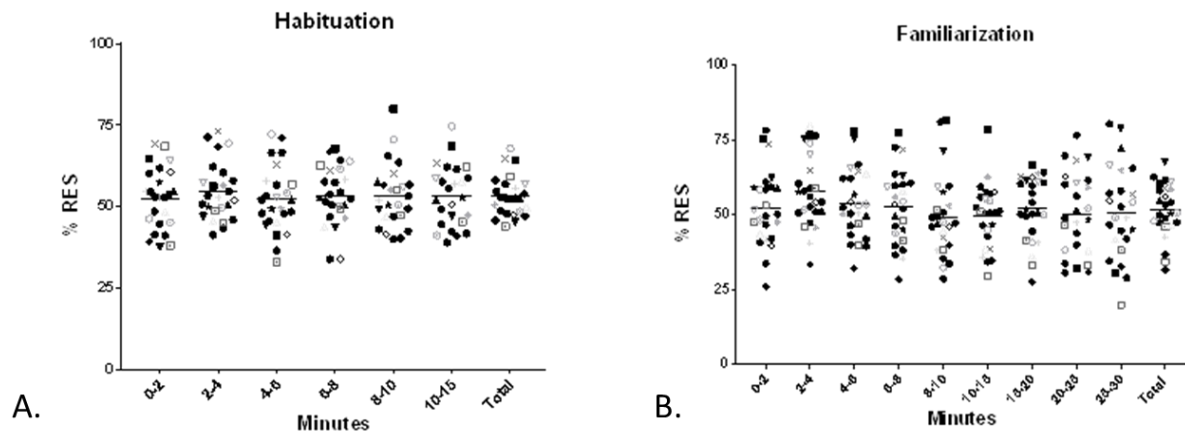 Habituation
100
75
50
25
0
% RES
0-2 2-4 4-6 6-8 8-10 10-15 Total
Minutes
A.
Familiarization
100
75
50
25
0
% RES
0-2 2-4 4-6 6-8 8-10 10-15 15-20 20-25 25-30 Total
Minutes
B.